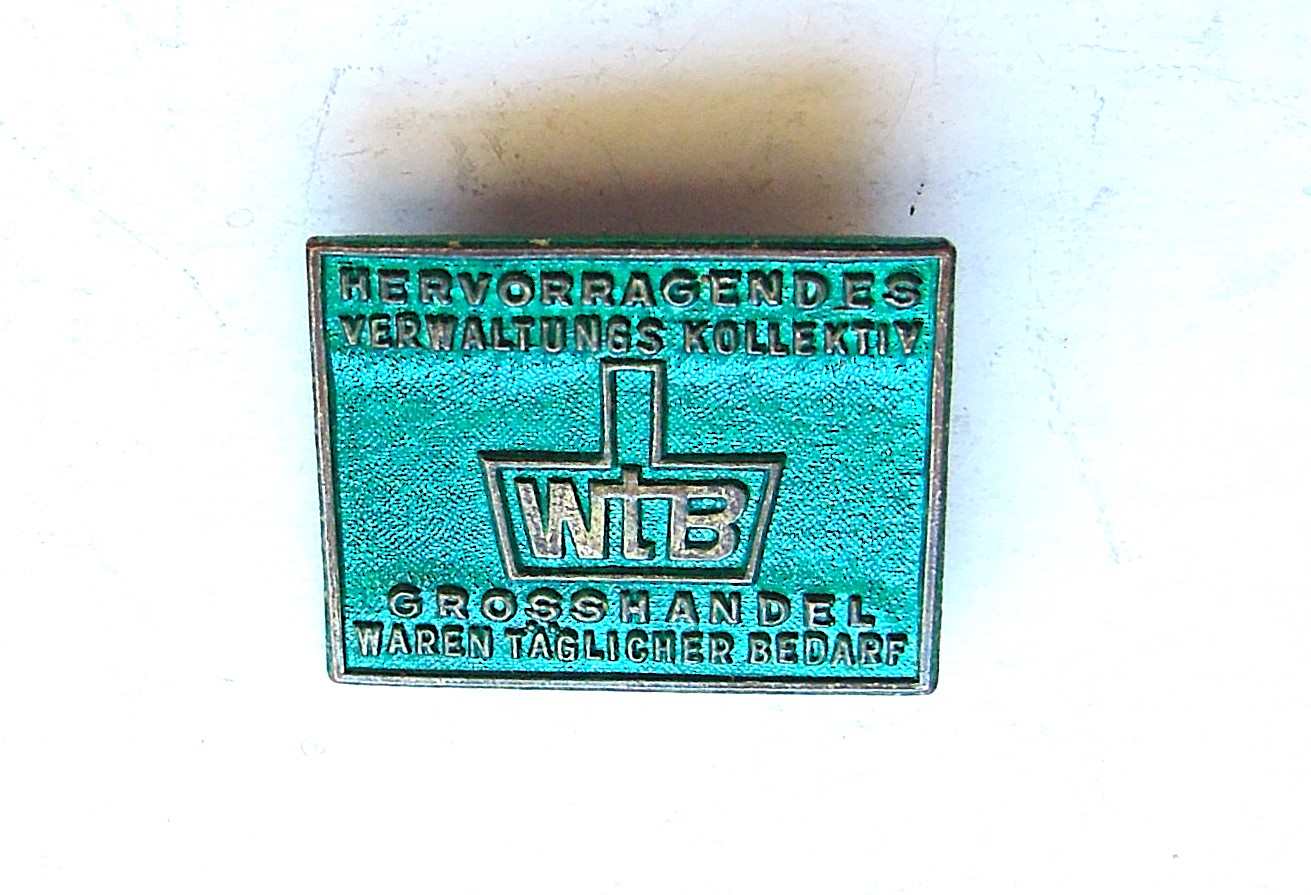 HERVORRAGENDES
VERWALTUNGS KOLLEKTIV
WtB
GROSSHANDEL
WAREN TÄGLICHER BEDARF